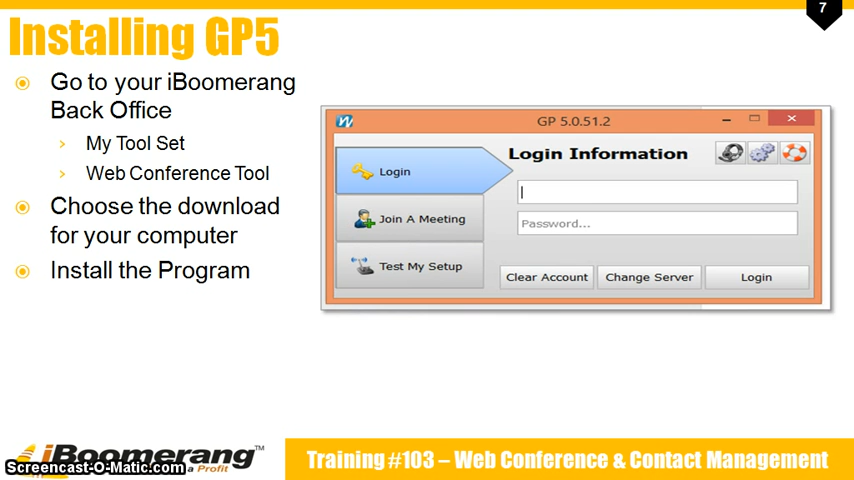 7
Installing GP5
Go to your iBoomerang
Back Office
My Tool Set
Web Conference Tool
Choose the download
for your computer
Install the Program
GP 5.0.51.2
Login
Join A Meeting
Test My Setup
Login Information
Password...
Clear Account
Change Server
Login
iBoomerang™
a Profit
Screencast-O-Matic.com
Training #103 – Web Conference & Contact Management